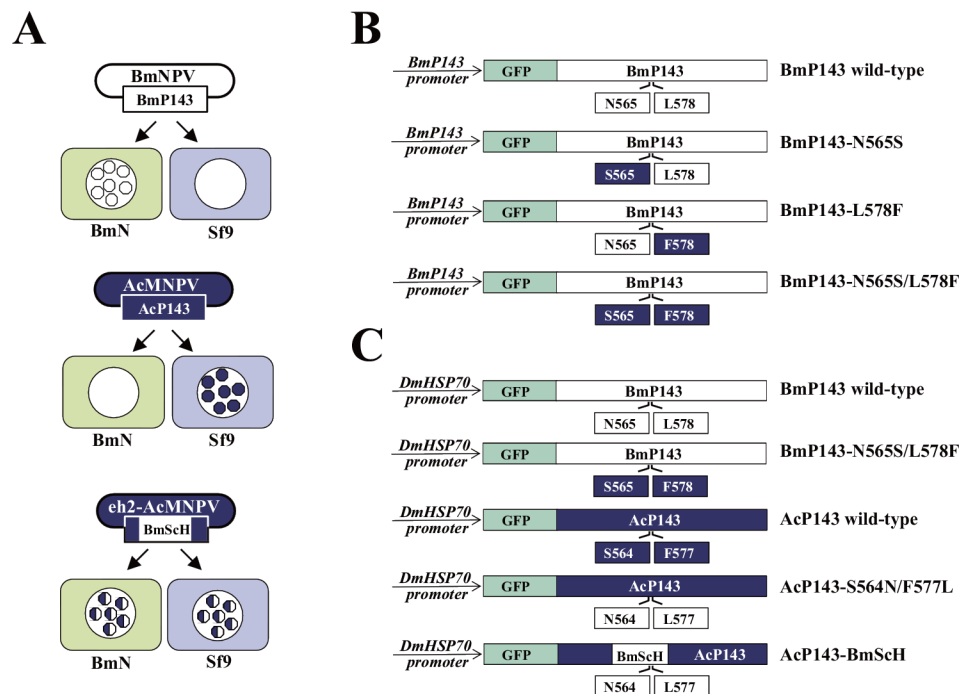 A
BmNPV
BmP143
BmN
Sf9
AcMNPV
AcP143
BmN
Sf9
eh2-AcMNPV
BmScH
BmN
Sf9
B
BmP143 promoter
GFP
BmP143
N565
L578
BmP143 wild-type
BmP143 promoter
GFP
BmP143
S565
L578
BmP143-N565S
BmP143 promoter
GFP
BmP143
N565
F578
BmP143-L578F
BmP143 promoter
GFP
BmP143
S565
F578
BmP143-N565S/L578F
C
DmHSP70 promoter
GFP
BmP143
N565
L578
BmP143 wild-type
DmHSP70 promoter
GFP
BmP143
S565
F578
BmP143-N565S/L578F
DmHSP70 promoter
GFP
AcP143
S564
F577
AcP143 wild-type
DmHSP70 promoter
GFP
AcP143
N564
L577
AcP143-S564N/F577L
DmHSP70 promoter
GFP
BmScH
AcP143
N564
L577
AcP143-BmScH